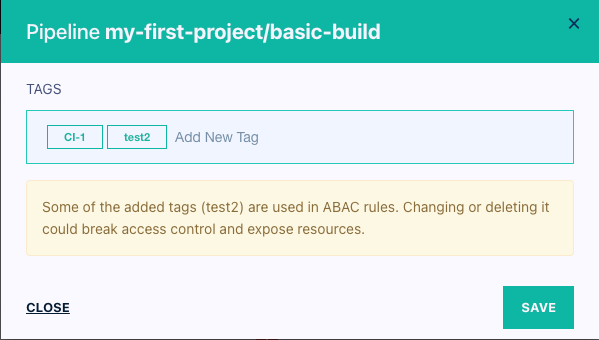 Pipeline my-first-project/basic-build
TAGS
CI-1 test2 Add New Tag
Some of the added tags (test2) are used in ABAC rules. Changing or deleting it
could break access control and expose resources.
CLOSE SAVE